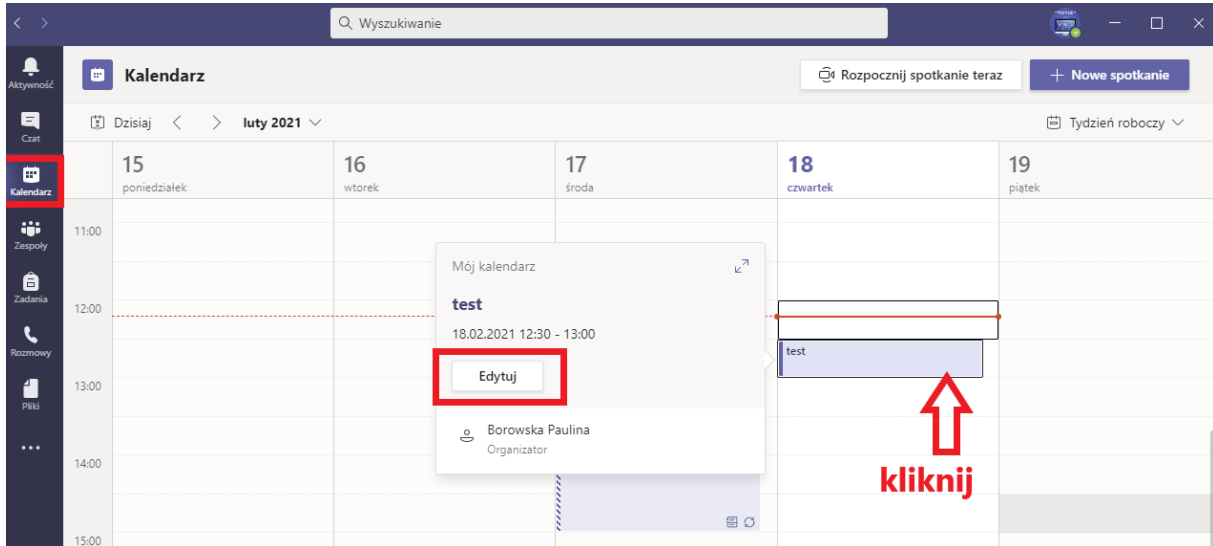 Wyszukiwanie
Aktywność
Czat
Kalendarz
Zespoły
Zadania
Rozmowy
Pliki
Kalendarz
Rozpocznij spotkanie teraz
Nowe spotkanie
Dzisiaj
luty 2021
Tydzień roboczy
15
poniedziałek
16
wtorek
17
środa
18
czwartek
19
piątek
11:00
12:00
13:00
14:00
15:00
Mój kalendarz
test
18.02.2021 12:30 - 13:00
Edytuj
Borowska Paulina
Organizator
test
kliknij